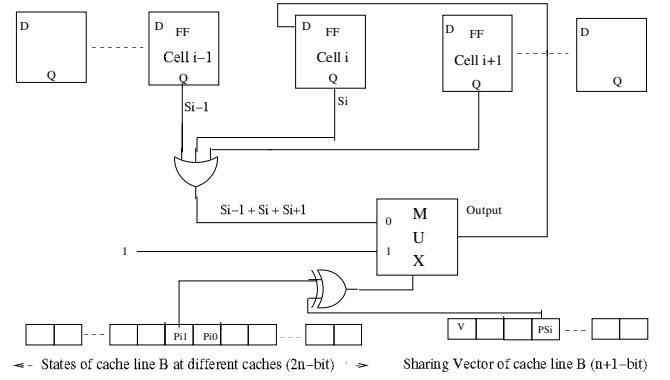 D
Q
D
FF
Cell i−1
Q
D
FF
Cell i
Q
D
FF
Cell i+1
Q
D
Q
Si−1
Si
Si−1 + Si + Si+1
0
1
M
U
X
Output
1
Pi1
Pi0
V
PSi
States of cache line B at different caches (2n−bit)
Sharing Vector of cache line B (n+1−bit)